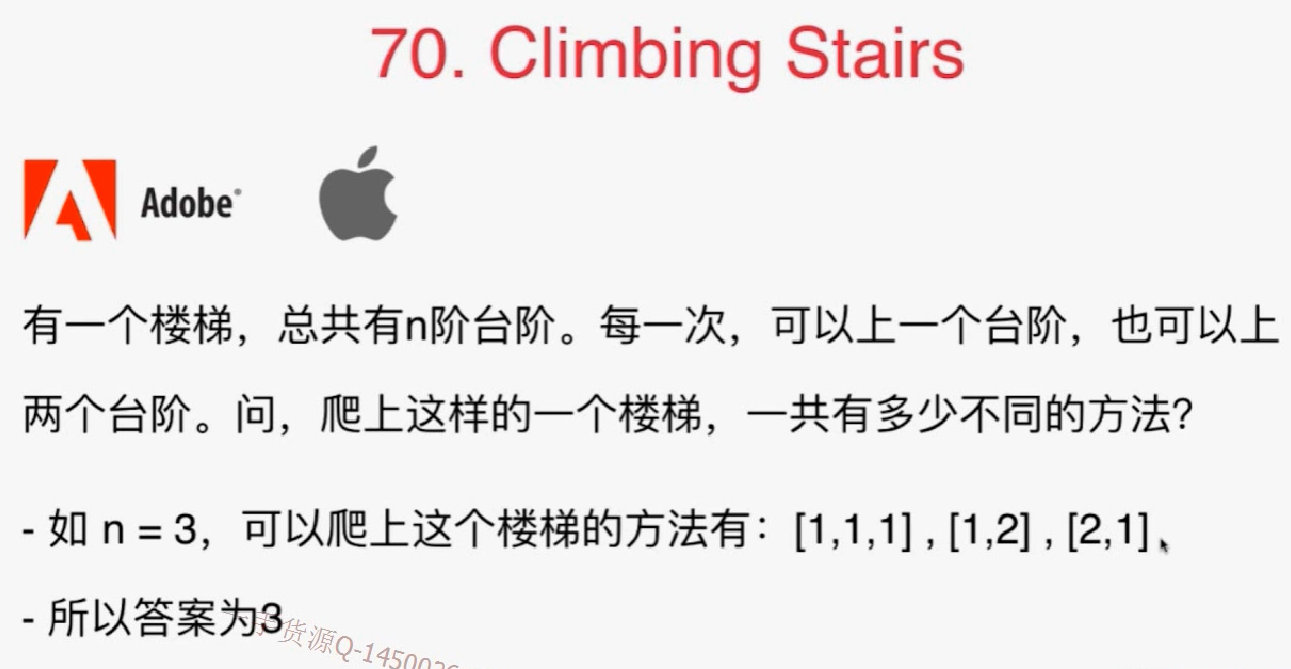 70. Climbing Stairs
Adobe
有一个楼梯，总共有n阶台阶。每一次，可以上一个台阶，也可以上
两个台阶。问，爬上这样的一个楼梯，一共有多少不同的方法？
- 如 n = 3，可以爬上这个楼梯的方法有：[1,1,1] , [1,2] , [2,1]
- 所以答案为3
手货源Q-145003